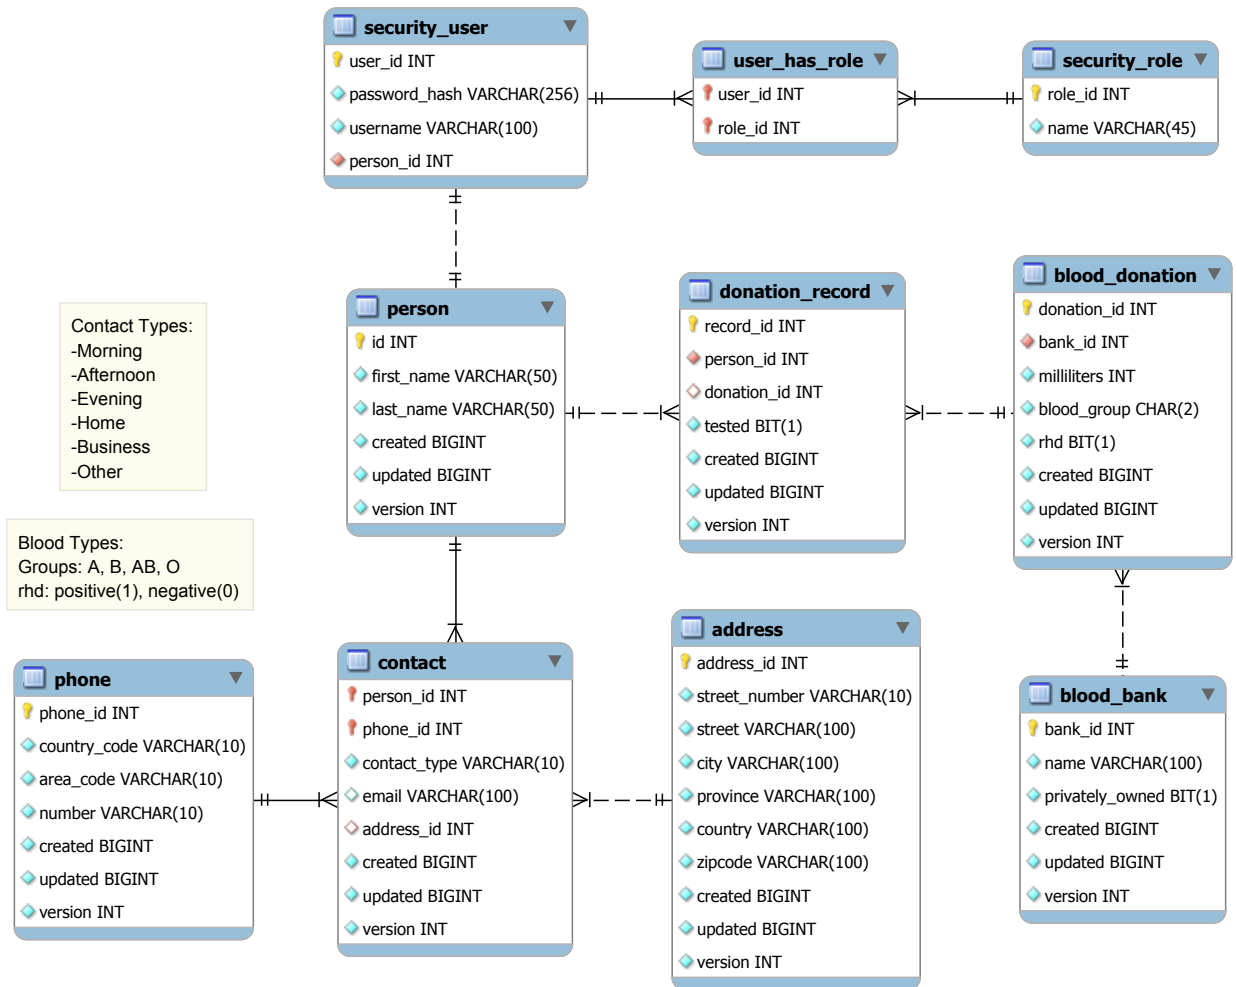 security_user
user_id INT
password_hash VARCHAR(256)
username VARCHAR(100)
person_id INT
user_has_role
user_id INT
role_id INT
security_role
role_id INT
name VARCHAR(45)
Contact Types:
-Morning
-Afternoon
-Evening
-Home
-Business
-Other
Blood Types:
Groups: A, B, AB, O
rhd: positive(1), negative(0)
person
id INT
first_name VARCHAR(50)
last_name VARCHAR(50)
created BIGINT
updated BIGINT
version INT
donation_record
record_id INT
person_id INT
donation_id INT
tested BIT(1)
created BIGINT
updated BIGINT
version INT
blood_donation
donation_id INT
bank_id INT
milliliters INT
blood_group CHAR(2)
rhd BIT(1)
created BIGINT
updated BIGINT
version INT
phone
phone_id INT
country_code VARCHAR(10)
area_code VARCHAR(10)
number VARCHAR(10)
created BIGINT
updated BIGINT
version INT
contact
person_id INT
phone_id INT
contact_type VARCHAR(10)
email VARCHAR(100)
address_id INT
created BIGINT
updated BIGINT
version INT
address
address_id INT
street_number VARCHAR(10)
street VARCHAR(100)
city VARCHAR(100)
province VARCHAR(100)
country VARCHAR(100)
zipcode VARCHAR(100)
created BIGINT
updated BIGINT
version INT
blood_bank
bank_id INT
name VARCHAR(100)
privately_owned BIT(1)
created BIGINT
updated BIGINT
version INT